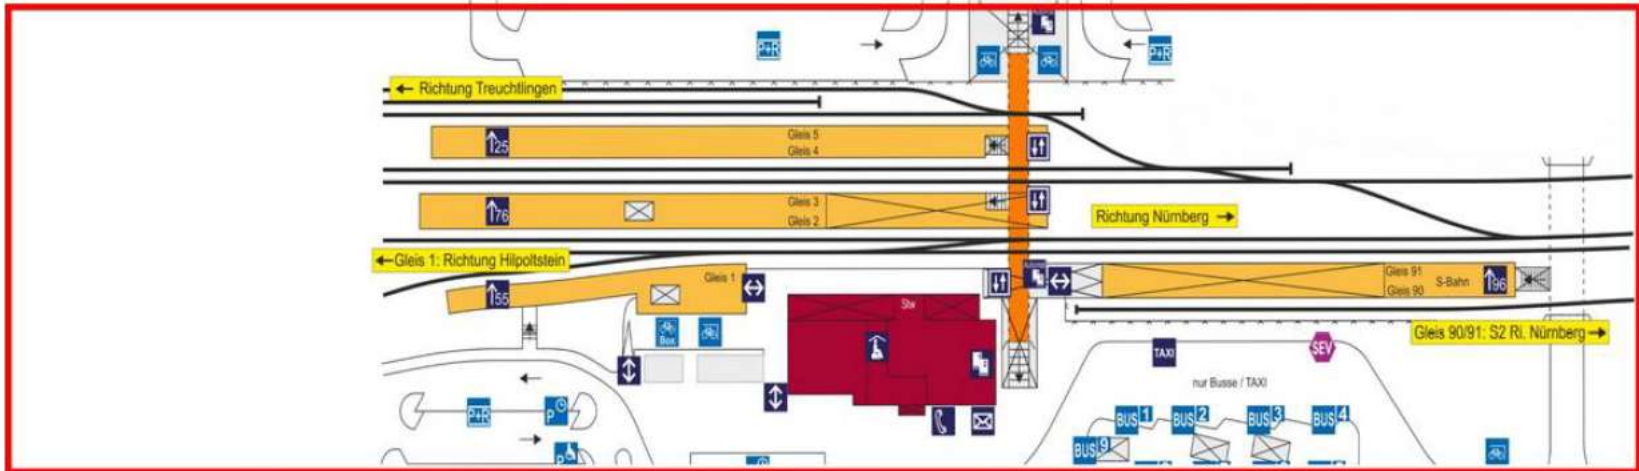 P+R
P+R
← Richtung Treuchtlingen
Gleis 5
Gleis 4
↑25
Gleis 3
Gleis 2
↑76
Richtung Nürnberg →
←Gleis 1: Richtung Hilpoltstein
Gleis 1
↑55
Gleis 91
Gleis 90
S-Bahn
↑96
Stw
Box
Gleis 90/91: S2 Ri. Nürnberg→
TAXI
SEV
nur Busse / TAXI
P+R
P
P
BUS 1
BUS 2
BUS 3
BUS 4
BUS 9